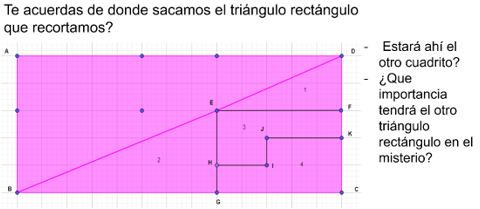 Te acuerdas de donde sacamos el triángulo rectángulo
que recortamos?
A
D
- Estará ahí el
otro cuadrito?
- ¿Que
importancia
tendrá el otro
triángulo
rectángulo en el
misterio?
1
E
F
3
J
K
2
H
I
4
B
C
G